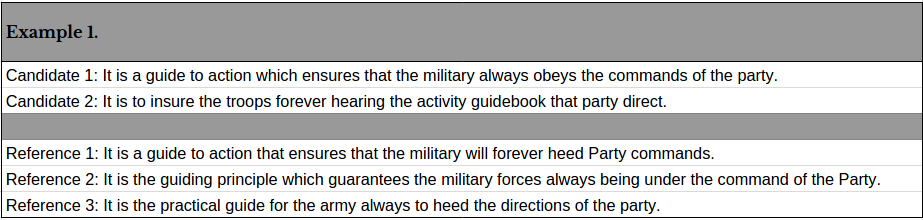 Example 1.
Candidate 1: It is a guide to action which ensures that the military always obeys the commands of the party.
Candidate 2: It is to insure the troops forever hearing the activity guidebook that party direct.
Reference 1: It is a guide to action that ensures that the military will forever heed Party commands.
Reference 2: It is the guiding principle which guarantees the military forces always being under the command of the Party.
Reference 3: It is the practical guide for the army always to heed the directions of the party.